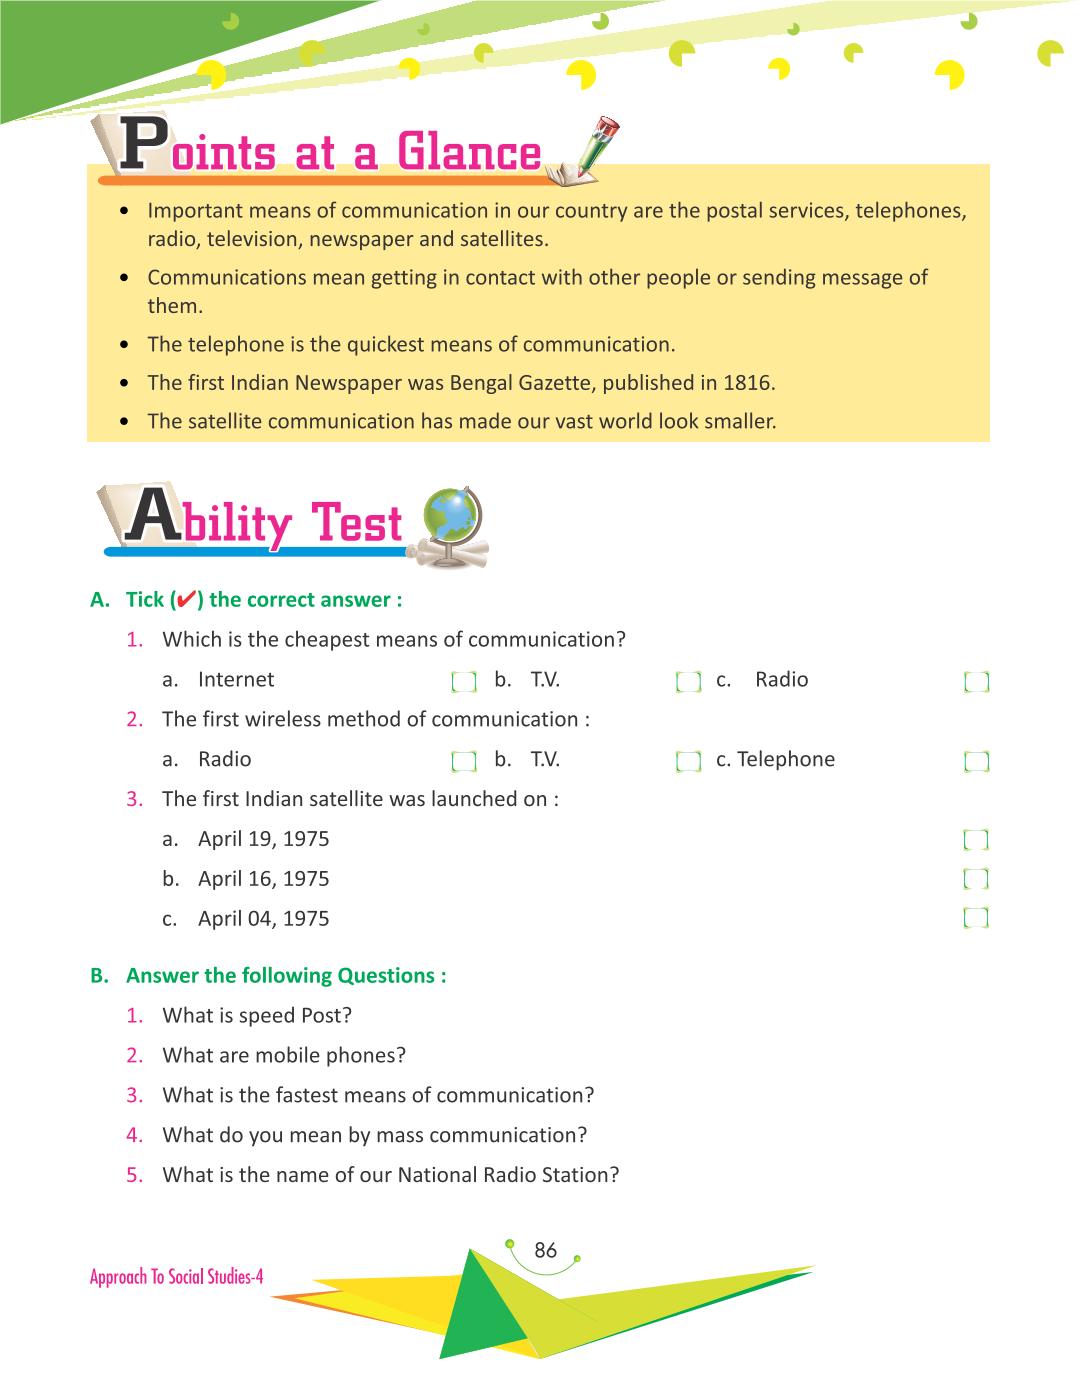 Points at a Glance
• Important means of communication in our country are the postal services, telephones,
radio, television, newspaper and satellites.
• Communications mean getting in contact with other people or sending message of
them.
• The telephone is the quickest means of communication.
• The first Indian Newspaper was Bengal Gazette, published in 1816.
• The satellite communication has made our vast world look smaller.
Ability Test
A. Tick (✔) the correct answer :
1. Which is the cheapest means of communication?
a. Internet b. T.V. c. Radio
2. The first wireless method of communication :
a. Radio b. T.V. c. Telephone
3. The first Indian satellite was launched on :
a. April 19, 1975
b. April 16, 1975
c. April 04, 1975
B. Answer the following Questions :
1. What is speed Post?
2. What are mobile phones?
3. What is the fastest means of communication?
4. What do you mean by mass communication?
5. What is the name of our National Radio Station?
86
Approach To Social Studies-4